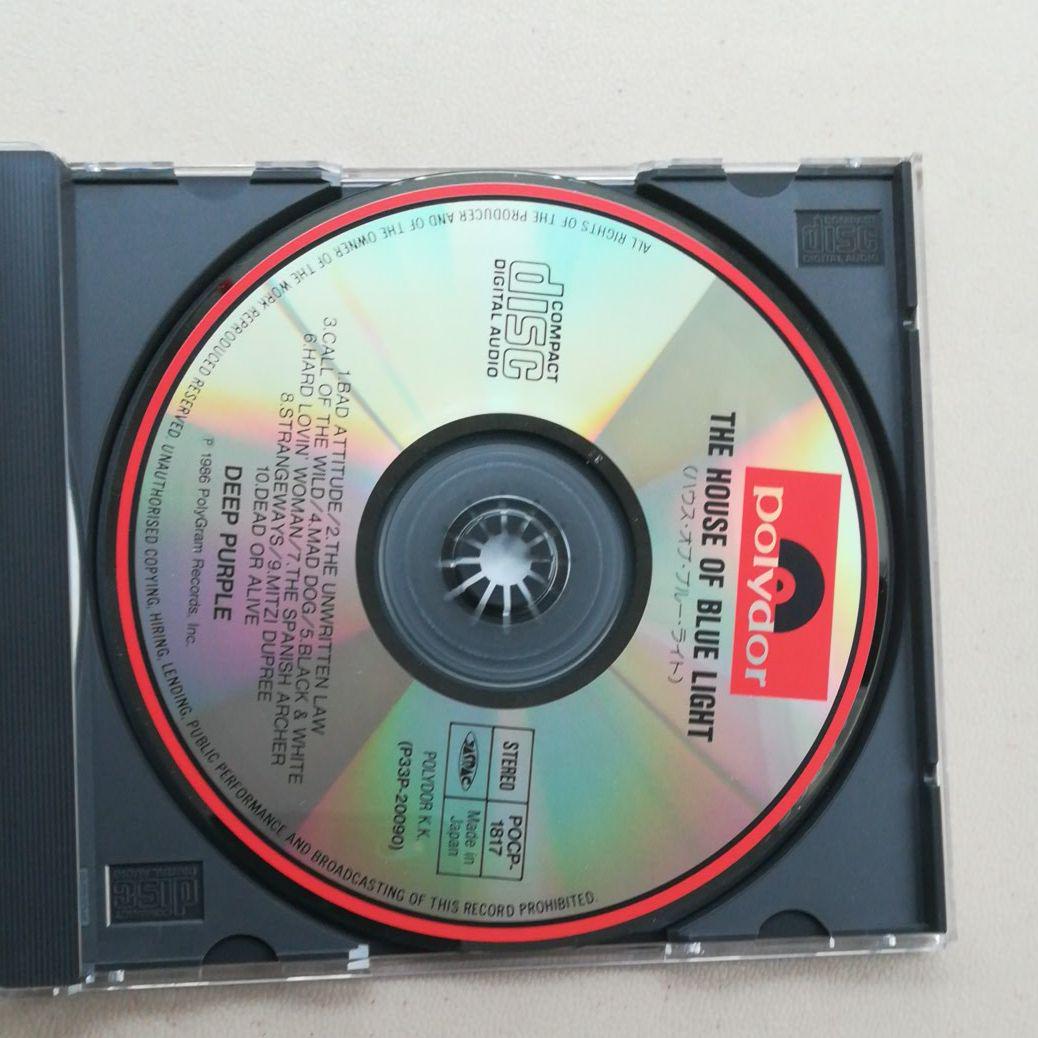 polydor
THE HOUSE OF BLUE LIGHT
(ハウス・オブ・ブルー・ライト)
COMPACT
disc
DIGITAL AUDIO
STEREO
POCP-
1817
JASRAC
Made in
Japan
POLYDOR K.K.
(P33P-20090)
1.BAD ATTITUDE/2.THE UNWRITTEN LAW
3.CALL OF THE WILD/4.MAD DOG/5.BLACK & WHITE
6.HARD LOVIN' WOMAN/7.THE SPANISH ARCHER
8.STRANGEWAYS/9.MITZI DUPREE
10.DEAD OR ALIVE
DEEP PURPLE
℗ 1986 PolyGram Records, Inc.
ALL RIGHTS OF THE PRODUCER AND OF THE OWNER OF THE WORK REPRODUCED RESERVED. UNAUTHORISED COPYING, HIRING, LENDING, PUBLIC PERFORMANCE AND BROADCASTING OF THIS RECORD PROHIBITED.
COMPACT
disc
DIGITAL AUDIO
COMPACT
disc
DIGITAL AUDIO